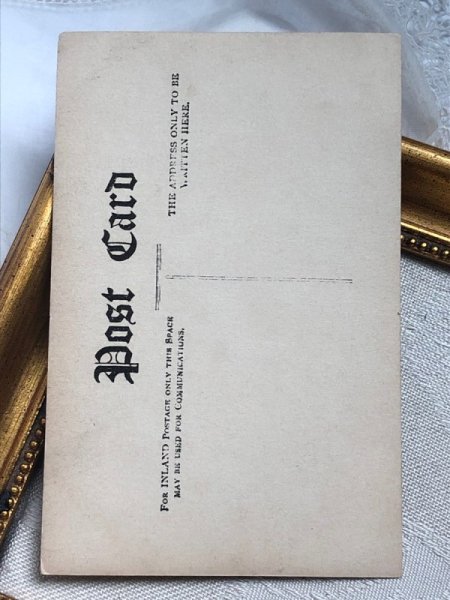 Post Card
For INLAND Postage only this Space
may be used for Communications.
THE ADDRESS ONLY TO BE
WRITTEN HERE.